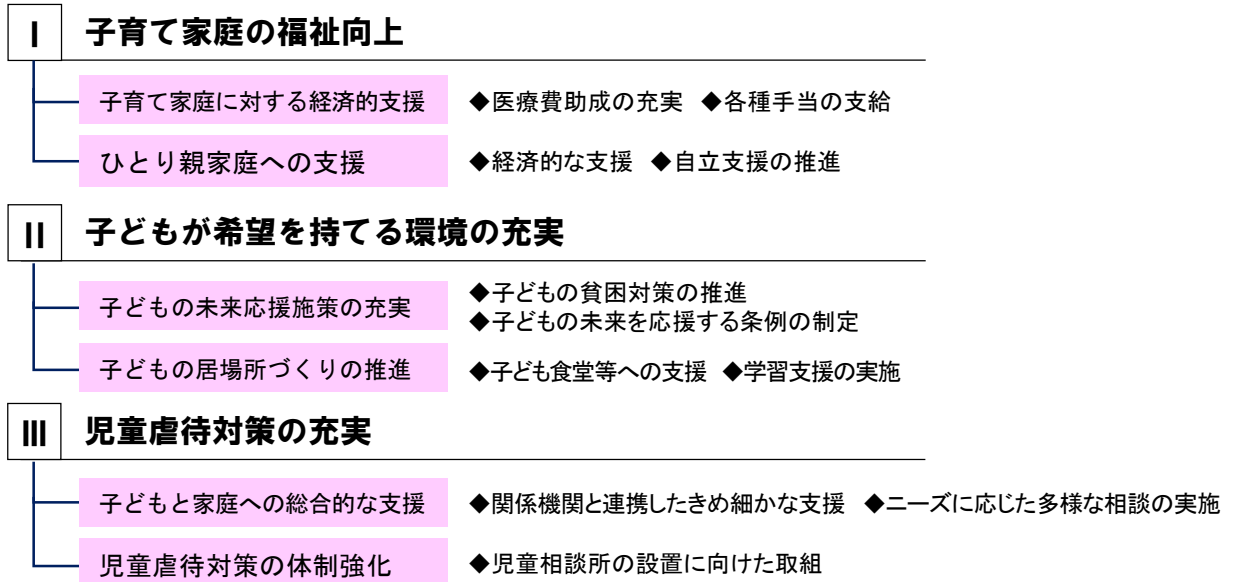 I 子育て家庭の福祉向上
子育て家庭に対する経済的支援 ◆医療費助成の充実 ◆各種手当の支給
ひとり親家庭への支援 ◆経済的な支援 ◆自立支援の推進
II 子どもが希望を持てる環境の充実
子どもの未来応援施策の充実 ◆子どもの貧困対策の推進
◆子どもの未来を応援する条例の制定
子どもの居場所づくりの推進 ◆子ども食堂等への支援 ◆学習支援の実施
III 児童虐待対策の充実
子どもと家庭への総合的な支援 ◆関係機関と連携したきめ細かな支援 ◆ニーズに応じた多様な相談の実施
児童虐待対策の体制強化 ◆児童相談所の設置に向けた取組